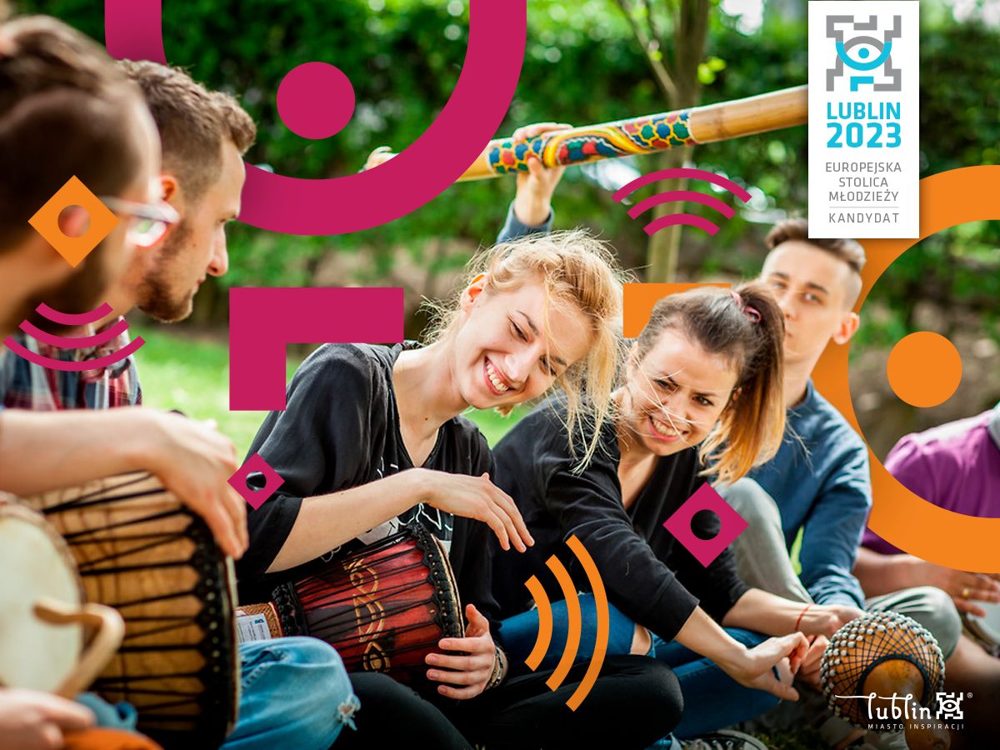 LUBLIN
2023
EUROPEJSKA
STOLICA
MŁODZIEŻY
KANDYDAT
lublin
MIASTO INSPIRACJI